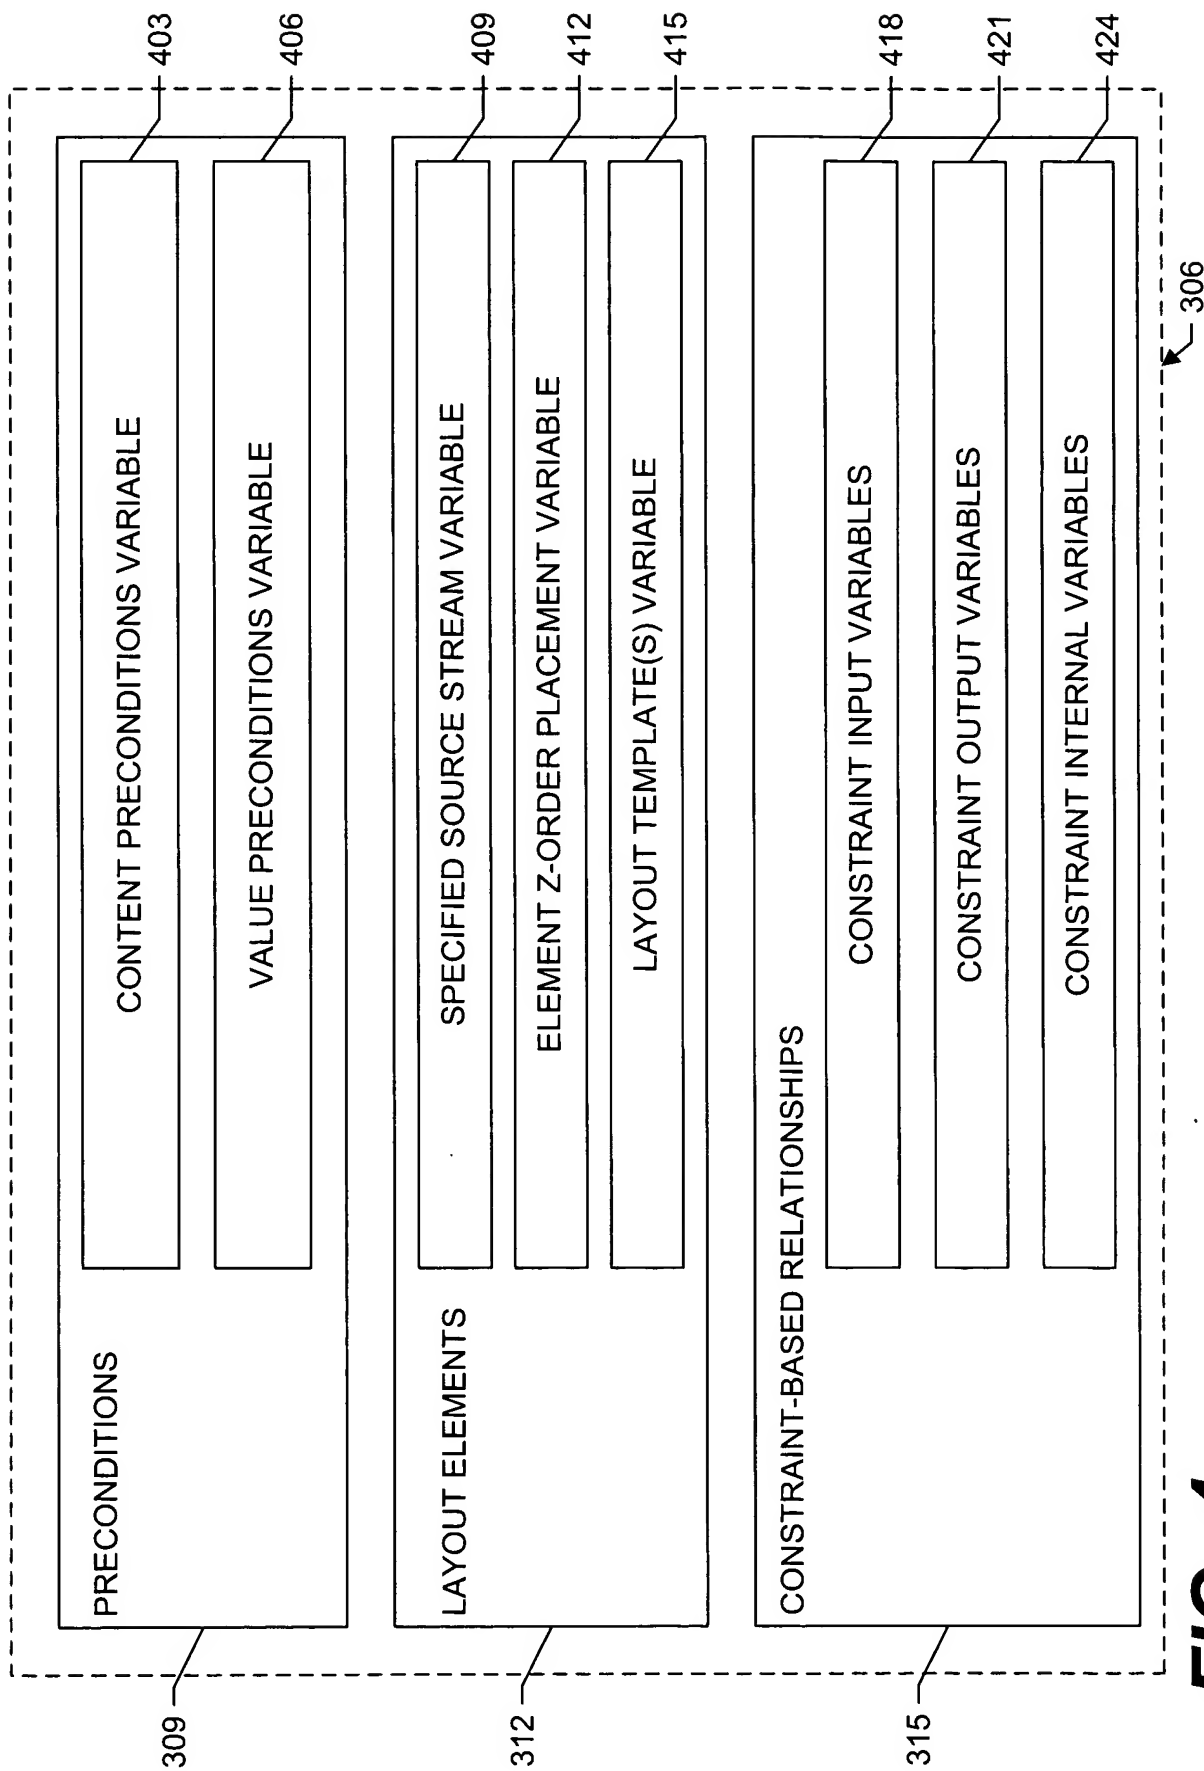 309
PRECONDITIONS
CONTENT PRECONDITIONS VARIABLE
403
VALUE PRECONDITIONS VARIABLE
406
312
LAYOUT ELEMENTS
SPECIFIED SOURCE STREAM VARIABLE
409
ELEMENT Z-ORDER PLACEMENT VARIABLE
412
LAYOUT TEMPLATE(S) VARIABLE
415
315
CONSTRAINT-BASED RELATIONSHIPS
CONSTRAINT INPUT VARIABLES
418
CONSTRAINT OUTPUT VARIABLES
421
CONSTRAINT INTERNAL VARIABLES
424
306